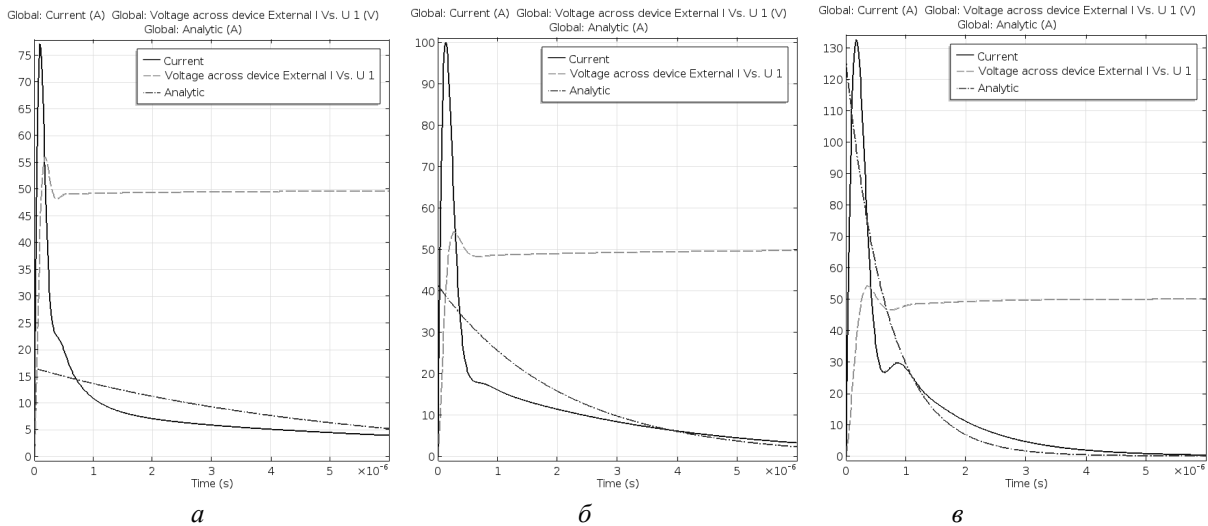 Global: Current (A) Global: Voltage across device External I Vs. U 1 (V)
Global: Analytic (A)
Current
Voltage across device External I Vs. U 1
Analytic
75
70
65
60
55
50
45
40
35
30
25
20
15
10
5
0
0 1 2 3 4 5 ×10⁻⁶
Time (s)
а
Global: Current (A) Global: Voltage across device External I Vs. U 1 (V)
Global: Analytic (A)
Current
Voltage across device External I Vs. U 1
Analytic
100
90
80
70
60
50
40
30
20
10
0
0 1 2 3 4 5 ×10⁻⁶
Time (s)
б
Global: Current (A) Global: Voltage across device External I Vs. U 1 (V)
Global: Analytic (A)
Current
Voltage across device External I Vs. U 1
Analytic
130
120
110
100
90
80
70
60
50
40
30
20
10
0
0 1 2 3 4 5 ×10⁻⁶
Time (s)
в